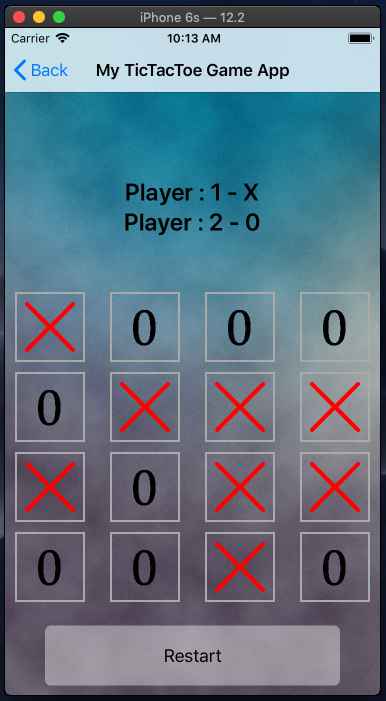 iPhone 6s — 12.2
Carrier 10:13 AM
Back My TicTacToe Game App
Player : 1 - X
Player : 2 - 0
X 0 0 0
0 X X X
X 0 X X
0 0 X 0
Restart